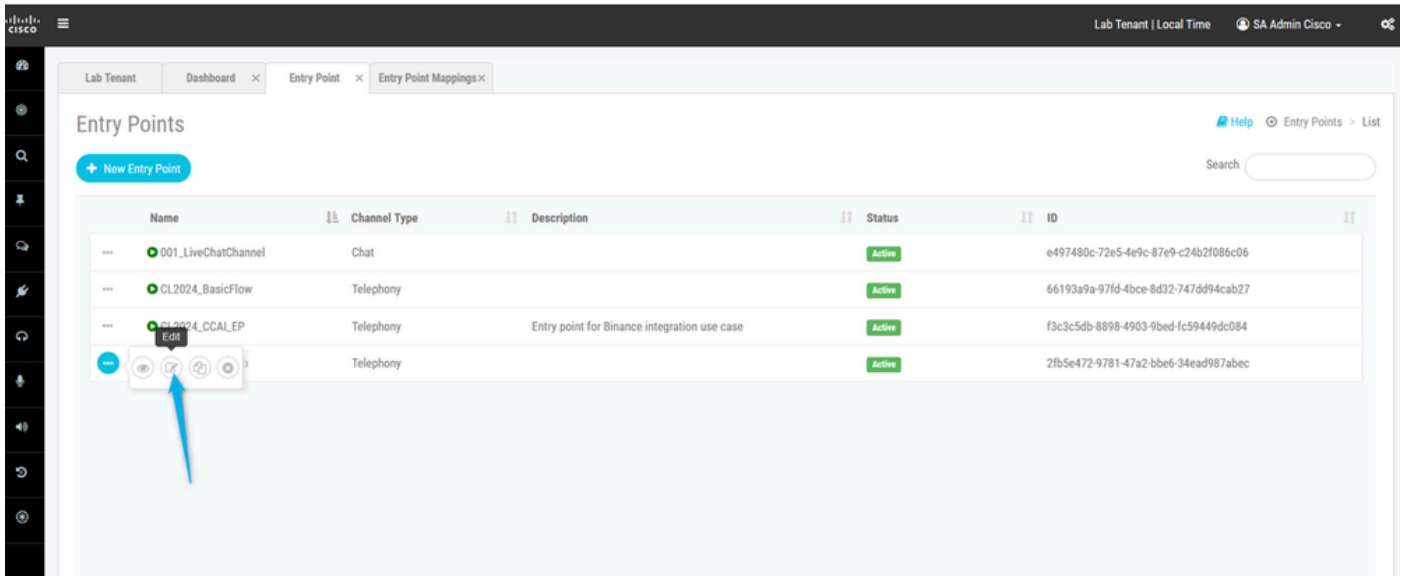 cisco
Lab Tenant | Local Time SA Admin Cisco
Lab Tenant Dashboard × Entry Point × Entry Point Mappings ×
Entry Points
Help Entry Points > List
+ New Entry Point
Search
Name Channel Type Description Status ID
001_LiveChatChannel Chat Active e497480c-72e5-4e9c-87e9-c24b2f086c06
CL2024_BasicFlow Telephony Active 66193a9a-97fd-4bce-8d32-747dd94cab27
CL2024_CCAI_EP Telephony Entry point for Binance integration use case Active f3c3c5db-8898-4903-9bed-fc59449dc084
Edit
Telephony Active 2fb5e472-9781-47a2-bbe6-34ead987abec